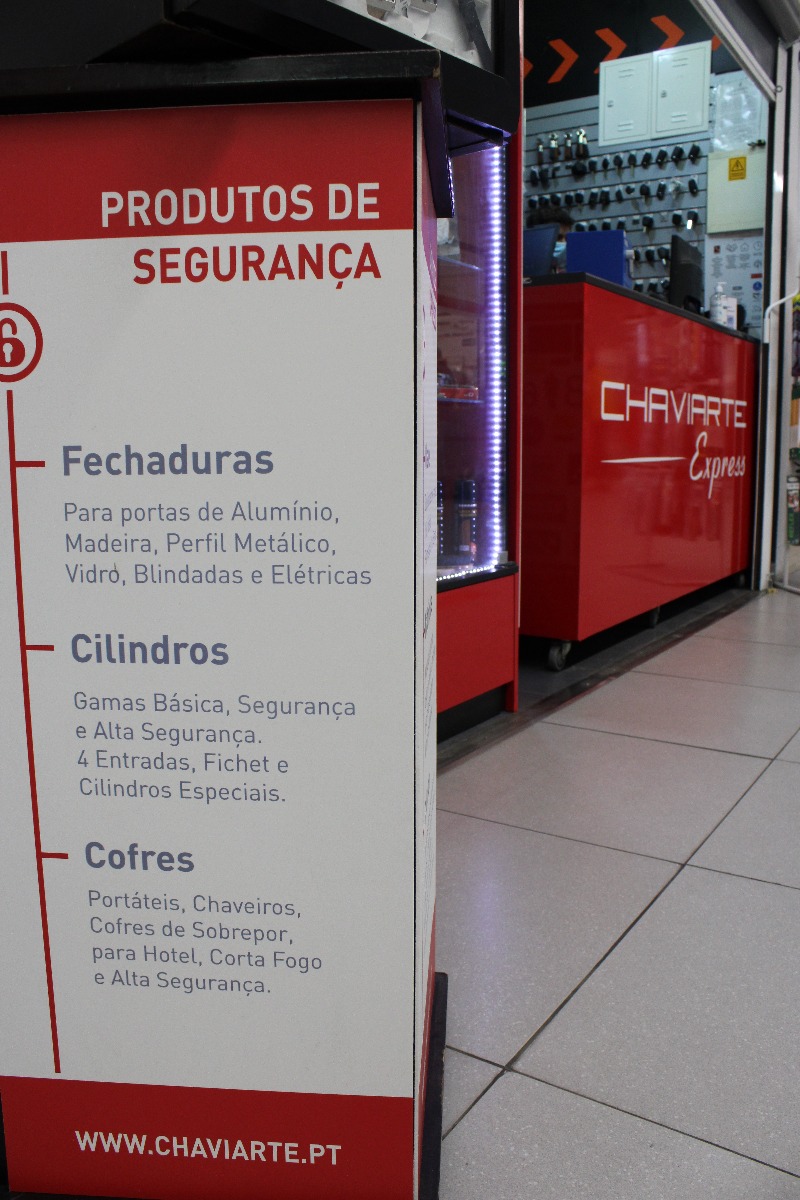 PRODUTOS DE
SEGURANÇA
Fechaduras
Para portas de Alumínio,
Madeira, Perfil Metálico,
Vidro, Blindadas e Elétricas
Cilindros
Gamas Básica, Segurança
e Alta Segurança.
4 Entradas, Fichet e
Cilindros Especiais.
Cofres
Portáteis, Chaveiros,
Cofres de Sobrepor,
para Hotel, Corta Fogo
e Alta Segurança.
WWW.CHAVIARTE.PT
CHAVIARTE
Express